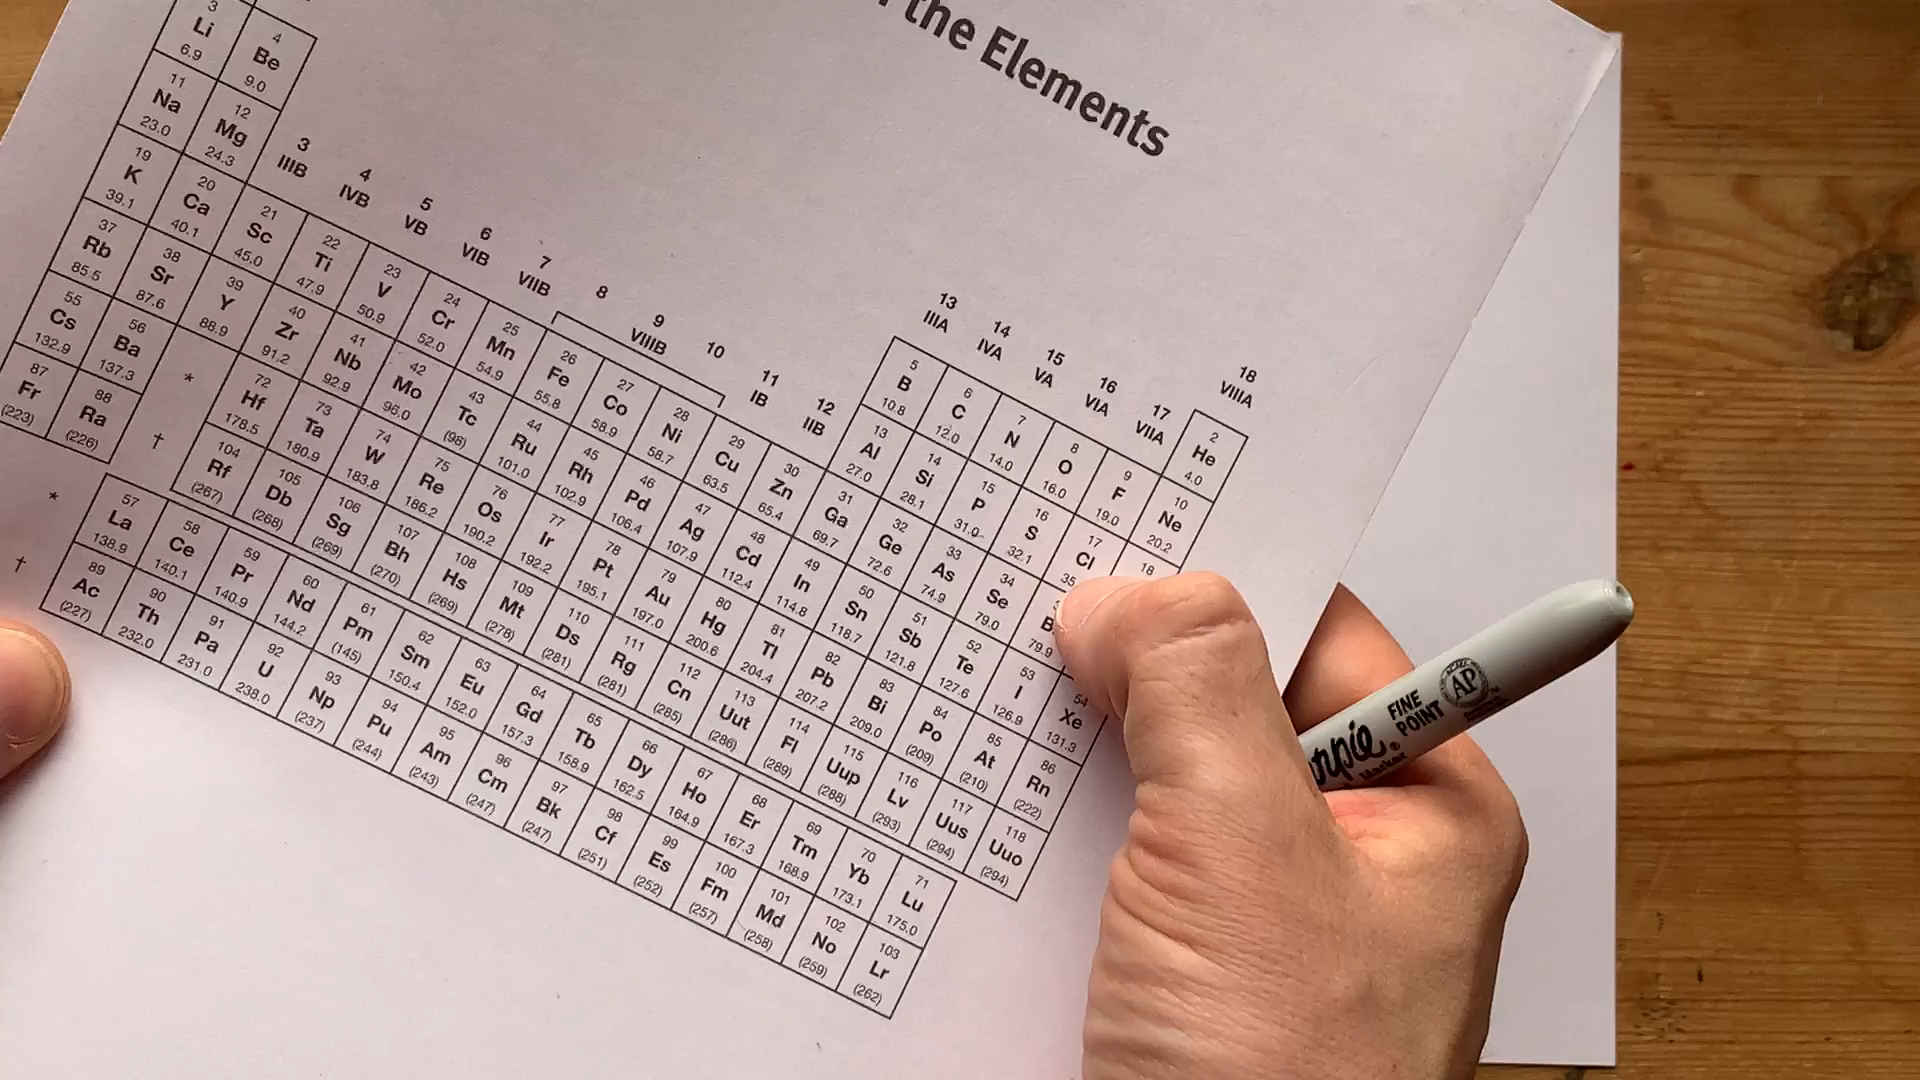 the Elements
3 4
Li Be
6.9 9.0
11 12
Na Mg
23.0 24.3
3 4 5 6 7 8 9 10 11 12 13 14 15 16 17 18
IIIB IVB VB VIB VIIB VIIIB IB IIB IIIA IVA VA VIA VIIA VIIIA
2
He
4.0
5 6 7 8 9 10
B C N O F Ne
10.8 12.0 14.0 16.0 19.0 20.2
13 14 15 16 17 18
Al Si P S Cl
27.0 28.1 31.0 32.1
19 20 21 22 23 24 25 26 27 28 29 30 31 32 33 34
K Ca Sc Ti V Cr Mn Fe Co Ni Cu Zn Ga Ge As Se
39.1 40.1 45.0 47.9 50.9 52.0 54.9 55.8 58.9 58.7 63.5 65.4 69.7 72.6 74.9 79.0 79.9
37 38 39 40 41 42 43 44 45 46 47 48 49 50 51 52 53 54
Rb Sr Y Zr Nb Mo Tc Ru Rh Pd Ag Cd In Sn Sb Te I Xe
85.5 87.6 88.9 91.2 92.9 96.0 (98) 101.0 102.9 106.4 107.9 112.4 114.8 118.7 121.8 127.6 126.9 131.3
55 56 * 72 73 74 75 76 77 78 79 80 81 82 83 84 85 86
Cs Ba Hf Ta W Re Os Ir Pt Au Hg Tl Pb Bi Po At Rn
132.9 137.3 178.5 180.9 183.8 186.2 190.2 192.2 195.1 197.0 200.6 204.4 207.2 209.0 (209) (210) (222)
87 88 † 104 105 106 107 108 109 110 111 112 113 114 115 116 117 118
Fr Ra Rf Db Sg Bh Hs Mt Ds Rg Cn Uut Fl Uup Lv Uus Uuo
(223) (226) (267) (268) (269) (270) (269) (278) (281) (281) (285) (286) (289) (288) (293) (294) (294)
* 57 58 59 60 61 62 63 64 65 66 67 68 69 70 71
La Ce Pr Nd Pm Sm Eu Gd Tb Dy Ho Er Tm Yb Lu
138.9 140.1 140.9 144.2 (145) 150.4 152.0 157.3 158.9 162.5 164.9 167.3 168.9 173.1 175.0
† 89 90 91 92 93 94 95 96 97 98 99 100 101 102 103
Ac Th Pa U Np Pu Am Cm Bk Cf Es Fm Md No Lr
(227) 232.0 231.0 238.0 (237) (244) (243) (247) (247) (251) (252) (257) (258) (259) (262)
FINE
POINT
AP